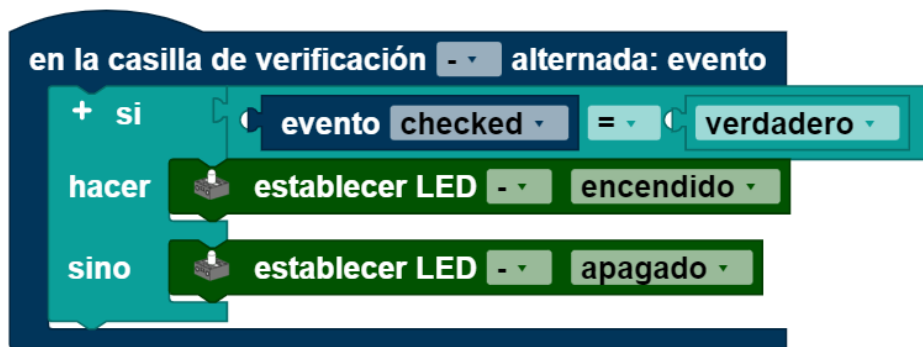 en la casilla de verificación - alternada: evento
+ si evento checked = verdadero
hacer establecer LED - encendido
sino establecer LED - apagado